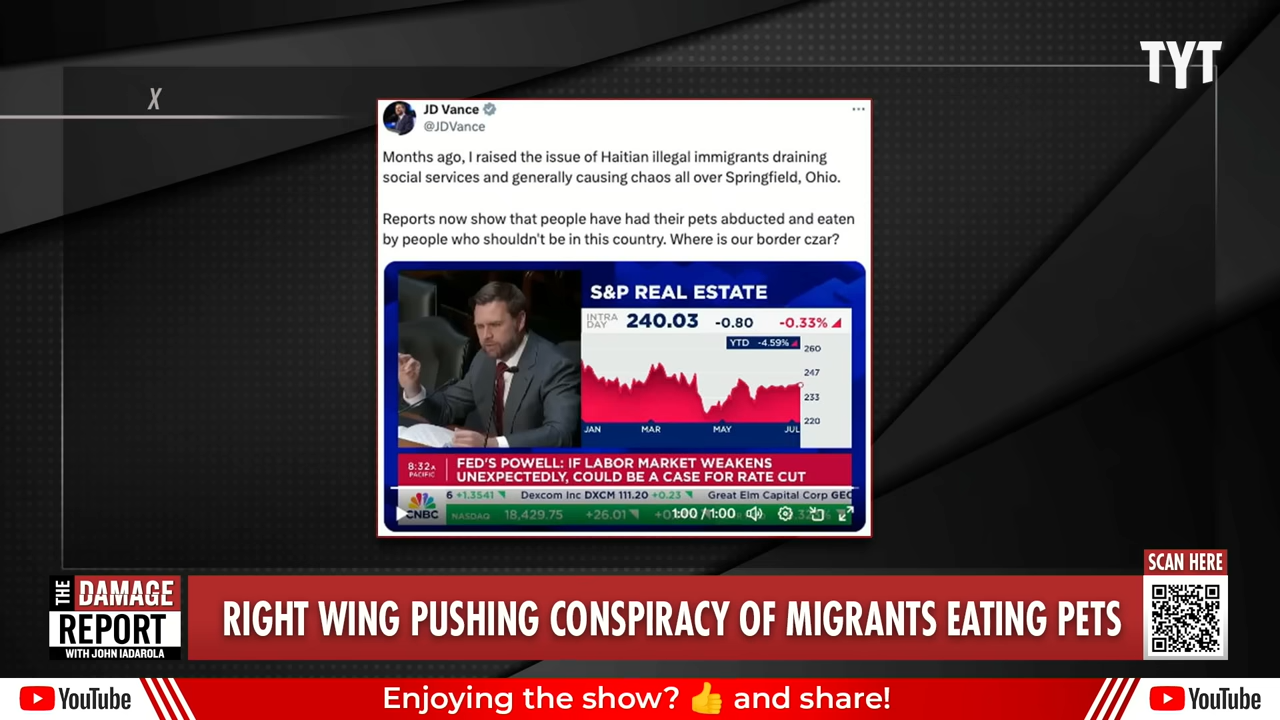 TYT
X
JD Vance
@JDVance
Months ago, I raised the issue of Haitian illegal immigrants draining
social services and generally causing chaos all over Springfield, Ohio.
Reports now show that people have had their pets abducted and eaten
by people who shouldn't be in this country. Where is our border czar?
S&P REAL ESTATE
INTRA
DAY
240.03 -0.80 -0.33%
YTD -4.59%
260
247
233
220
JAN MAR MAY JUL
8:32A
PACIFIC
FED'S POWELL: IF LABOR MARKET WEAKENS
UNEXPECTEDLY, COULD BE A CASE FOR RATE CUT
6 +1.3541 Dexcom Inc DXCM 111.20 +0.23 Great Elm Capital Corp GEC
CNBC
NASDAQ 18,429.75 +26.01
1:00 / 1:00
SCAN HERE
THE DAMAGE
REPORT
WITH JOHN IADAROLA
RIGHT WING PUSHING CONSPIRACY OF MIGRANTS EATING PETS
YouTube
Enjoying the show? 👍 and share!
YouTube